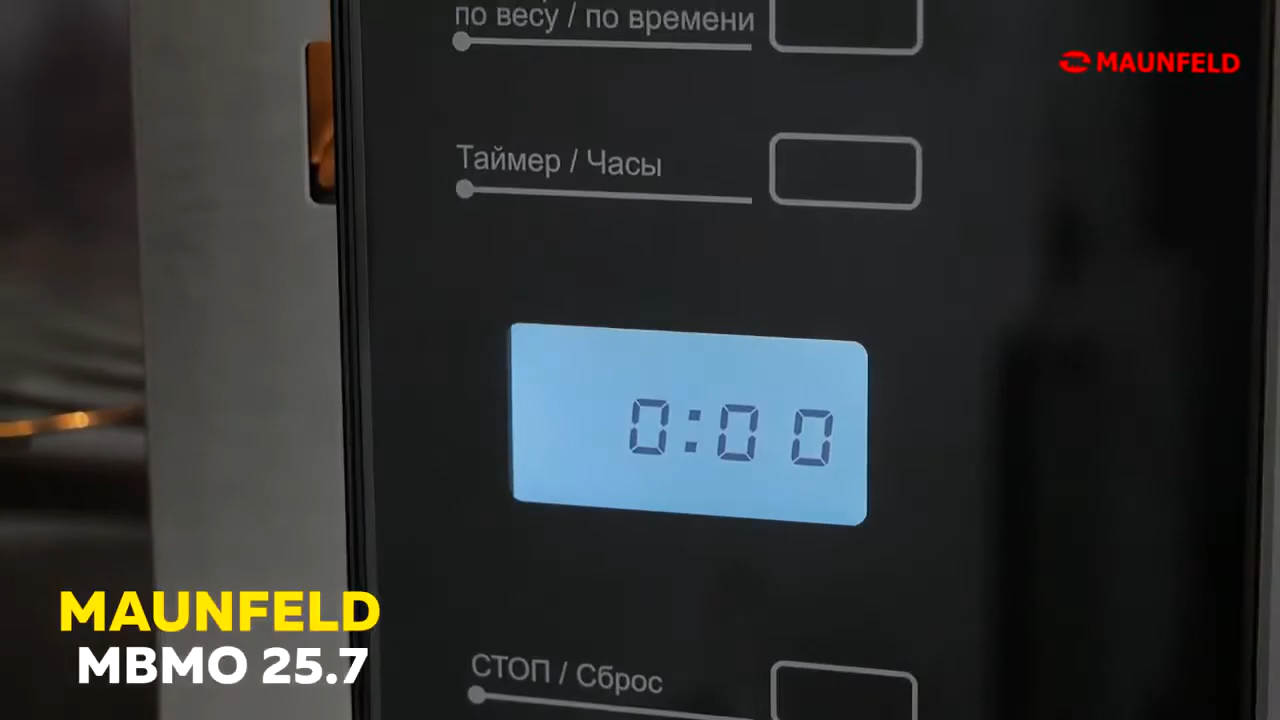 по весу / по времени
MAUNFELD
Таймер / Часы
0:00
СТОП / Сброс
MAUNFELD
MBMO 25.7